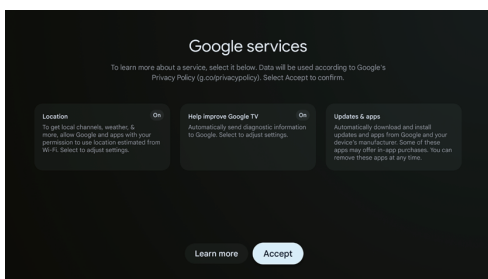 Google services
To learn more about a service, select it below. Data will be used according to Google's
Privacy Policy (g.co/privacypolicy). Select Accept to confirm.
Location On
To get local channels, weather, &
more, allow Google and apps with your
permission to use location estimated from
Wi-Fi. Select to adjust settings.
Help improve Google TV On
Automatically send diagnostic information
to Google. Select to adjust settings.
Updates & apps
Automatically download and install
updates and apps from Google and your
device's manufacturer. Some of these
apps may offer in-app purchases. You can
remove these apps at any time.
Learn more Accept